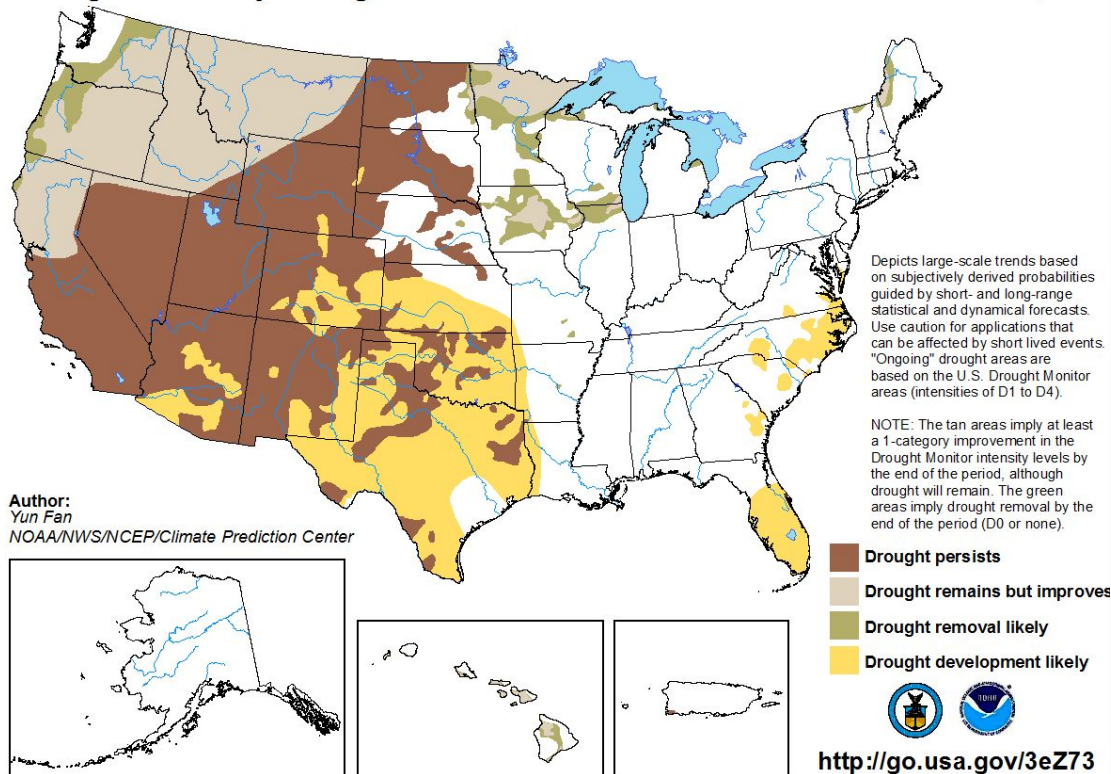 Depicts large-scale trends based
on subjectively derived probabilities
guided by short- and long-range
statistical and dynamical forecasts.
Use caution for applications that
can be affected by short lived events.
"Ongoing" drought areas are
based on the U.S. Drought Monitor
areas (intensities of D1 to D4).
NOTE: The tan areas imply at least
a 1-category improvement in the
Drought Monitor intensity levels by
the end of the period, although
drought will remain. The green
areas imply drought removal by the
end of the period (D0 or none).
Author:
Yun Fan
NOAA/NWS/NCEP/Climate Prediction Center
Drought persists
Drought remains but improves
Drought removal likely
Drought development likely
http://go.usa.gov/3eZ73